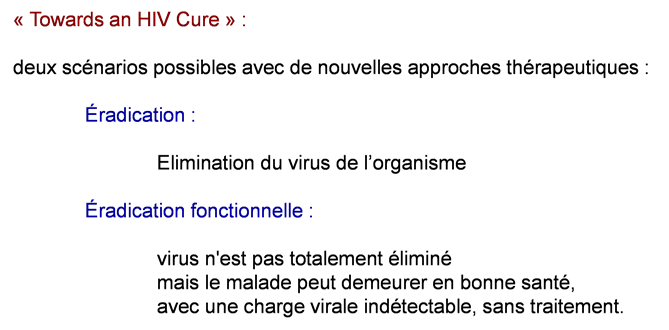 « Towards an HIV Cure » :
deux scénarios possibles avec de nouvelles approches thérapeutiques :
Éradication :
Elimination du virus de l’organisme
Éradication fonctionnelle :
virus n'est pas totalement éliminé
mais le malade peut demeurer en bonne santé,
avec une charge virale indétectable, sans traitement.